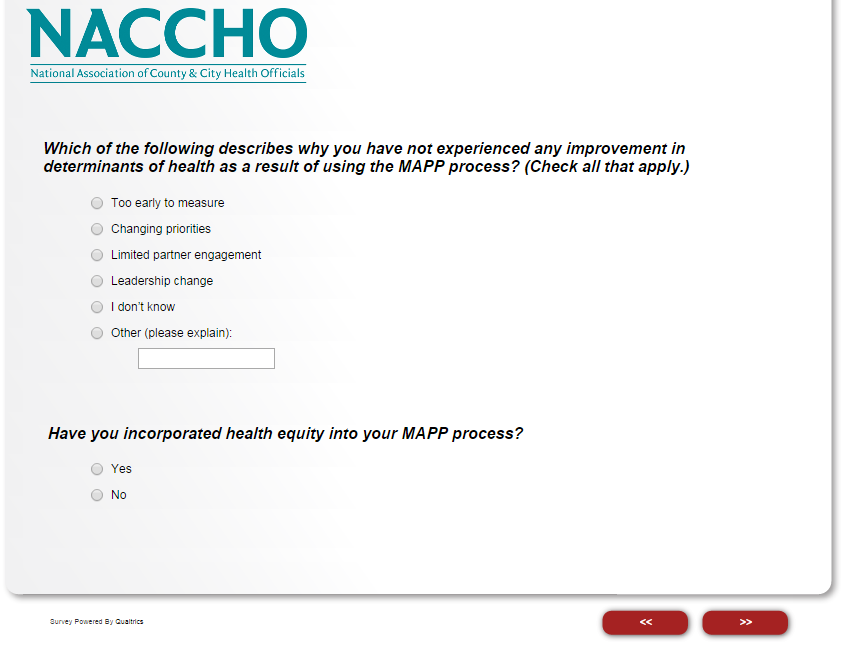 NACCHO
National Association of County & City Health Officials
Which of the following describes why you have not experienced any improvement in
determinants of health as a result of using the MAPP process? (Check all that apply.)
Too early to measure
Changing priorities
Limited partner engagement
Leadership change
I don't know
Other (please explain):
Have you incorporated health equity into your MAPP process?
Yes
No
Survey Powered By Qualtrics
<< >>